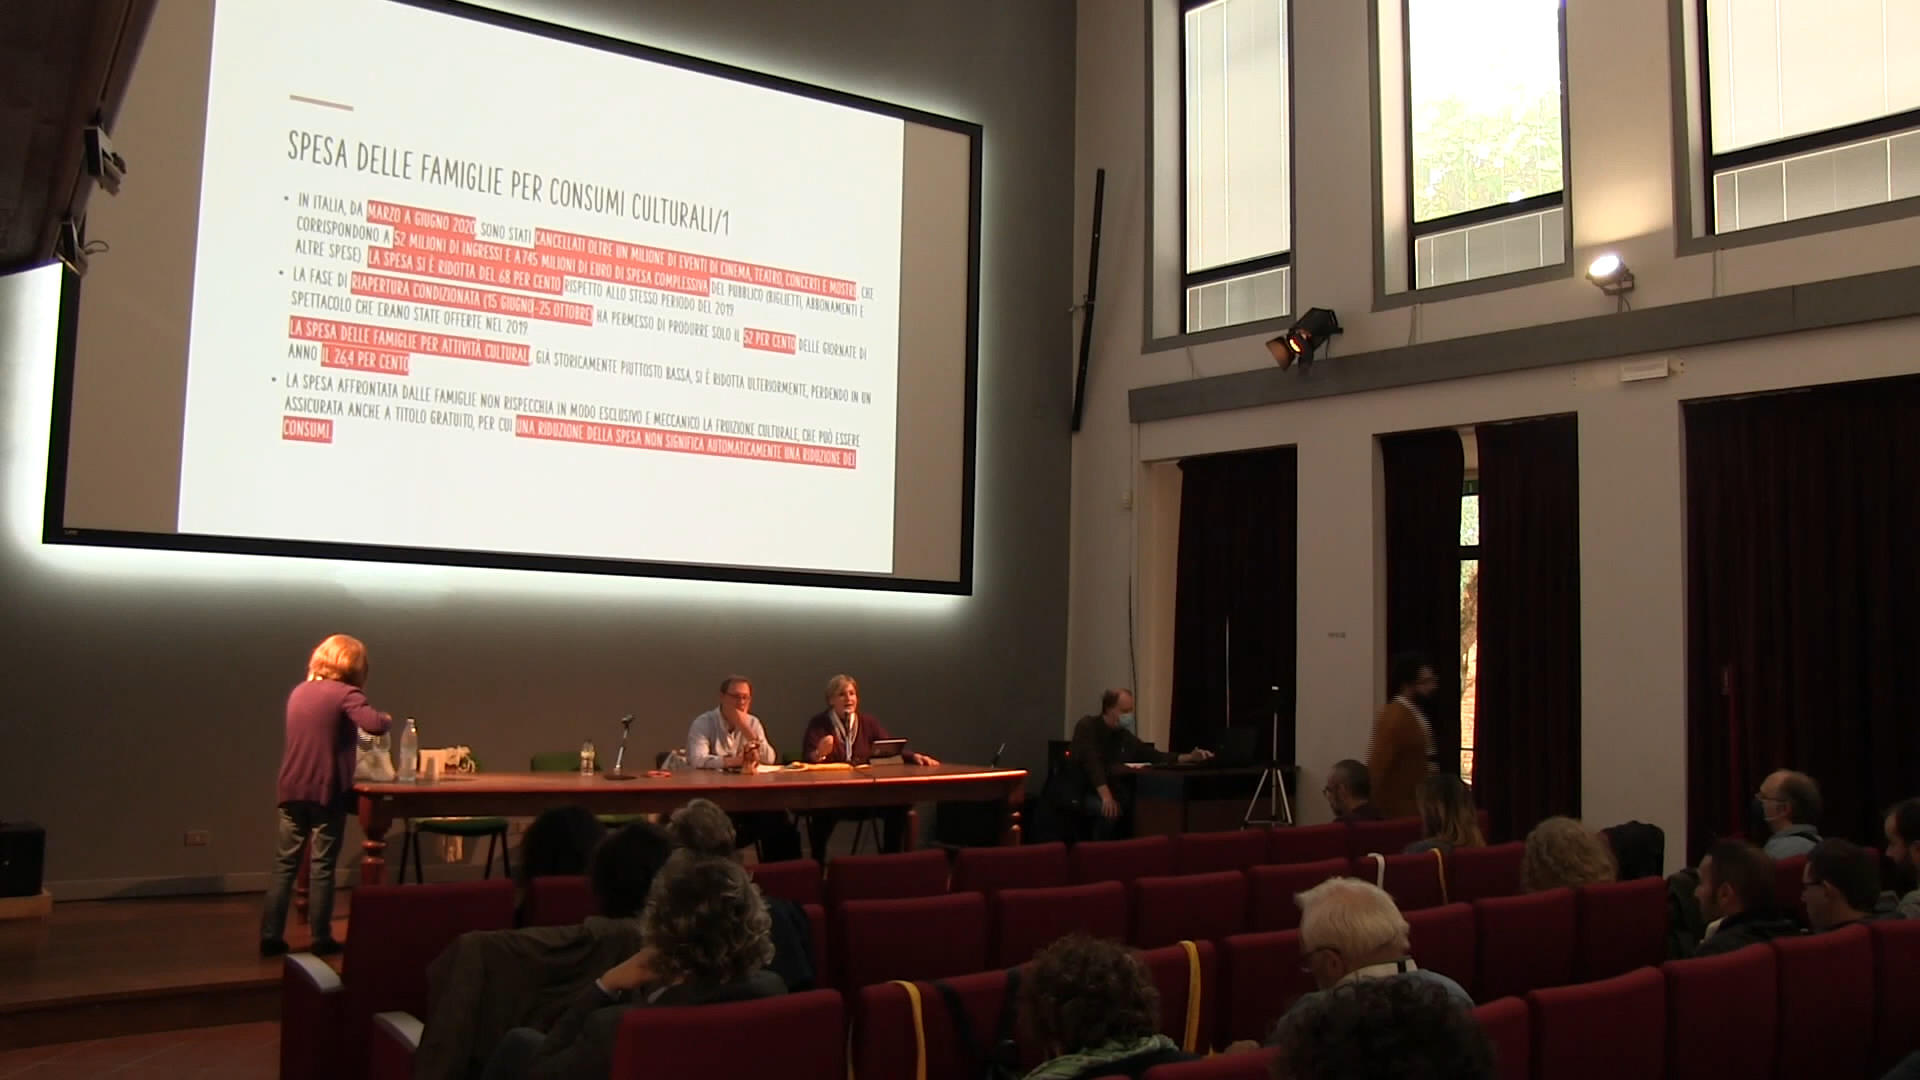 SPESA DELLE FAMIGLIE PER CONSUMI CULTURALI/1
• IN ITALIA, DA MARZO A GIUGNO 2020, SONO STATI CANCELLATI OLTRE UN MILIONE DI EVENTI DI CINEMA, TEATRO, CONCERTI E MOSTRE, CHE
CORRISPONDONO A 52 MILIONI DI INGRESSI E A 745 MILIONI DI EURO DI SPESA COMPLESSIVA DEL PUBBLICO (BIGLIETTI, ABBONAMENTI E
ALTRE SPESE). LA SPESA SI È RIDOTTA DEL 68 PER CENTO RISPETTO ALLO STESSO PERIODO DEL 2019.
• LA FASE DI RIAPERTURA CONDIZIONATA (15 GIUGNO-25 OTTOBRE) HA PERMESSO DI PRODURRE SOLO IL 52 PER CENTO DELLE GIORNATE DI
SPETTACOLO CHE ERANO STATE OFFERTE NEL 2019.
LA SPESA DELLE FAMIGLIE PER ATTIVITÀ CULTURALI, GIÀ STORICAMENTE PIUTTOSTO BASSA, SI È RIDOTTA ULTERIORMENTE, PERDENDO IN UN
ANNO IL 26,4 PER CENTO
• LA SPESA AFFRONTATA DALLE FAMIGLIE NON RISPECCHIA IN MODO ESCLUSIVO E MECCANICO LA FRUIZIONE CULTURALE, CHE PUÒ ESSERE
ASSICURATA ANCHE A TITOLO GRATUITO, PER CUI UNA RIDUZIONE DELLA SPESA NON SIGNIFICA AUTOMATICAMENTE UNA RIDUZIONE DEI
CONSUMI.